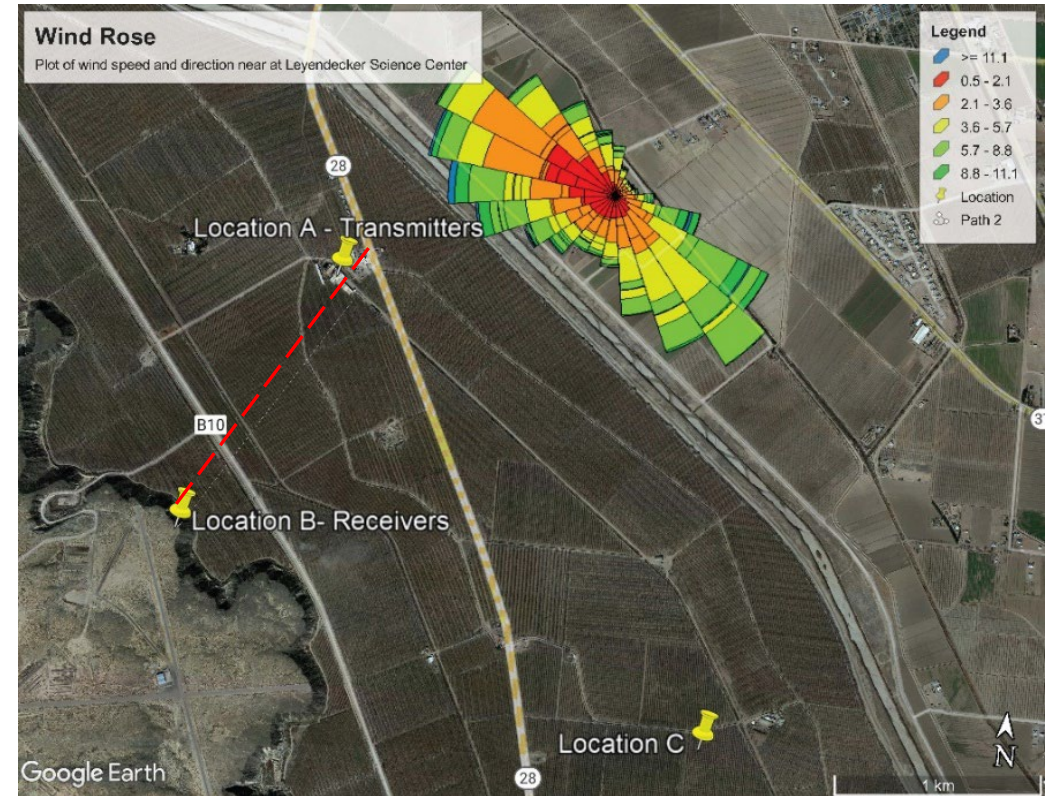 Wind Rose
Plot of wind speed and direction near at Leyendecker Science Center
Legend
>= 11.1
0.5 - 2.1
2.1 - 3.6
3.6 - 5.7
5.7 - 8.8
8.8 - 11.1
Location
Path 2
28
Location A - Transmitters
B10
Location B- Receivers
Location C
N
Google Earth
28
1 km